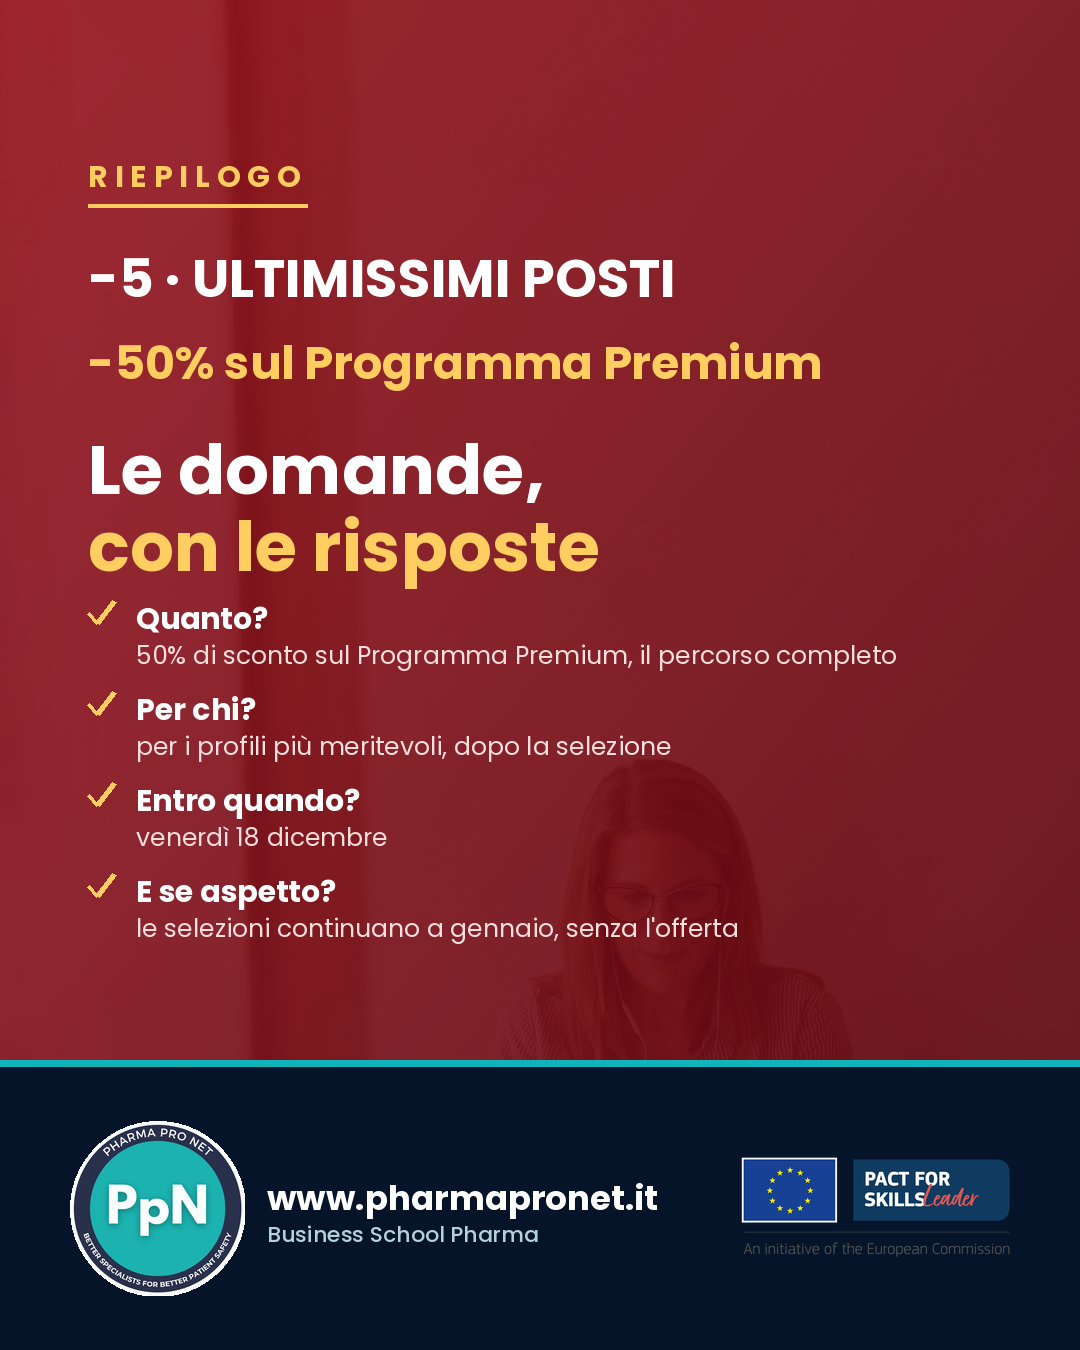 RIEPILOGO
-5 · ULTIMISSIMI POSTI
-50% sul Programma Premium
Le domande,
con le risposte
Quanto?
50% di sconto sul Programma Premium, il percorso completo
Per chi?
per i profili più meritevoli, dopo la selezione
Entro quando?
venerdì 18 dicembre
E se aspetto?
le selezioni continuano a gennaio, senza l'offerta
PHARMA PRO NET
PpN
BETTER SPECIALISTS FOR BETTER PATIENT SAFETY
www.pharmapronet.it
Business School Pharma
PACT FOR
SKILLS Leader
An initiative of the European Commission